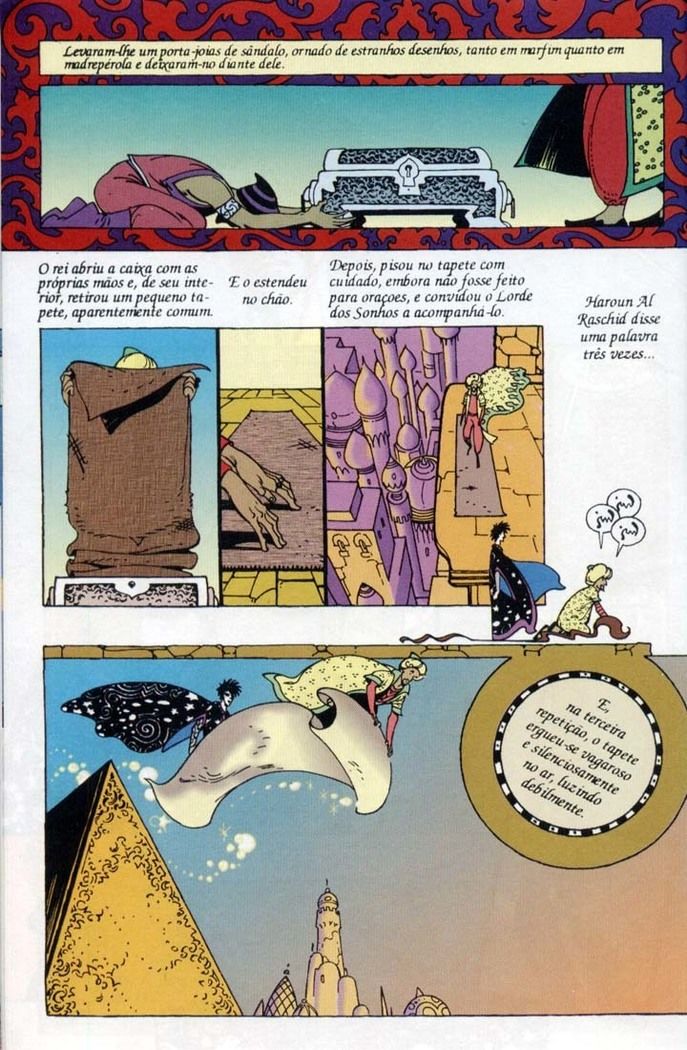 Levaram-lhe um porta-joias de sândalo, ornado de estranhos desenhos, tanto em marfim quanto em
madrepérola e deixaram-no diante dele.
O rei abriu a caixa com as
próprias mãos e, de seu inte-
rior, retirou um pequeno ta-
pete, aparentemente comum.
E o estendeu
no chão.
Depois, pisou no tapete com
cuidado, embora não fosse feito
para orações, e convidou o Lorde
dos Sonhos a acompanhá-lo.
Haroun Al
Raschid disse
uma palavra
três vezes...
E,
na terceira
repetição, o tapete
ergueu-se vagaroso
e silenciosamente
no ar, luzindo
debilmente.